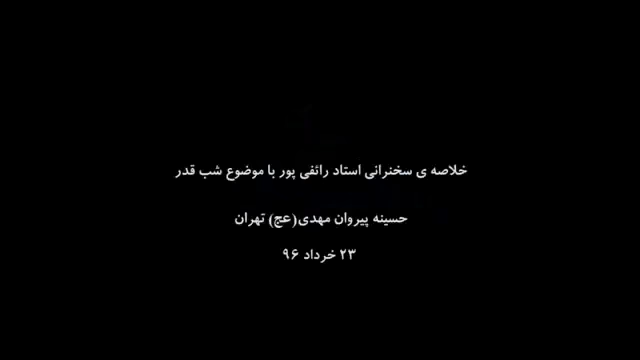 خلاصه ی سخنرانی استاد رائفی پور با موضوع شب قدر
حسینه پیروان مهدی(عج) تهران
۲۳ خرداد ۹۶